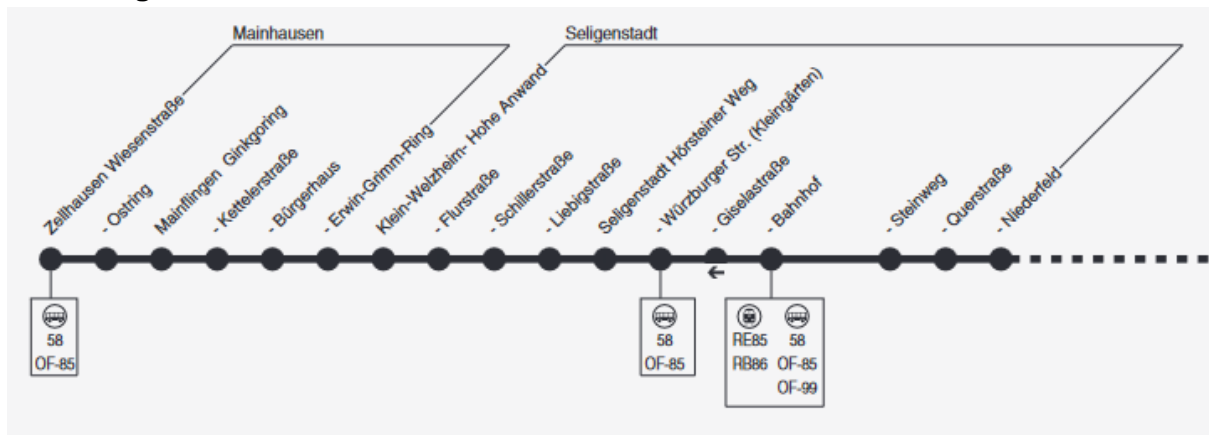 Mainhausen
Seligenstadt
Zellhausen Wiesenstraße
- Ostring
Mainflingen Ginkgoring
- Kettelerstraße
- Bürgerhaus
- Erwin-Grimm-Ring
Klein-Welzheim- Hohe Anwand
- Flurstraße
- Schillerstraße
- Liebigstraße
Seligenstadt Hörsteiner Weg
- Würzburger Str. (Kleingärten)
- Giselastraße
- Bahnhof
- Steinweg
- Querstraße
- Niederfeld
58
OF-85
58
OF-85
RE85 58
RB86 OF-85
OF-99